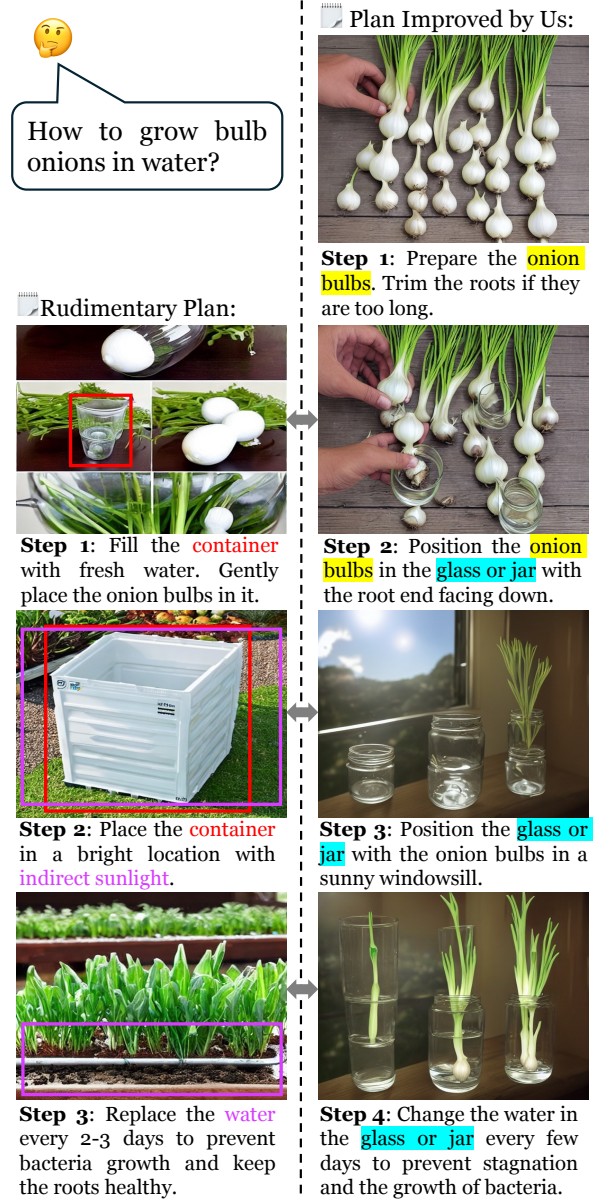 How to grow bulb
onions in water?
Rudimentary Plan:
Step 1: Fill the container
with fresh water. Gently
place the onion bulbs in it.
Step 2: Place the container
in a bright location with
indirect sunlight.
Step 3: Replace the water
every 2-3 days to prevent
bacteria growth and keep
the roots healthy.
Plan Improved by Us:
Step 1: Prepare the onion
bulbs. Trim the roots if they
are too long.
Step 2: Position the onion
bulbs in the glass or jar with
the root end facing down.
Step 3: Position the glass or
jar with the onion bulbs in a
sunny windowsill.
Step 4: Change the water in
the glass or jar every few
days to prevent stagnation
and the growth of bacteria.